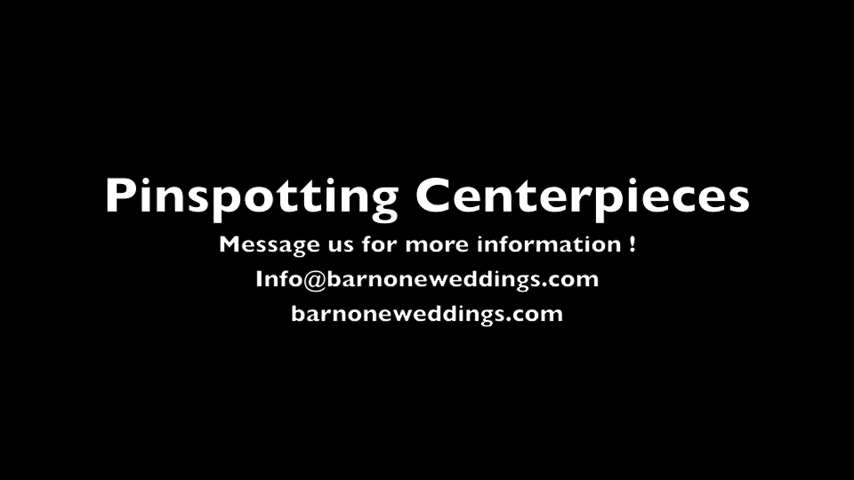 Pinspotting Centerpieces
Message us for more information !
Info@barnoneweddings.com
barnoneweddings.com